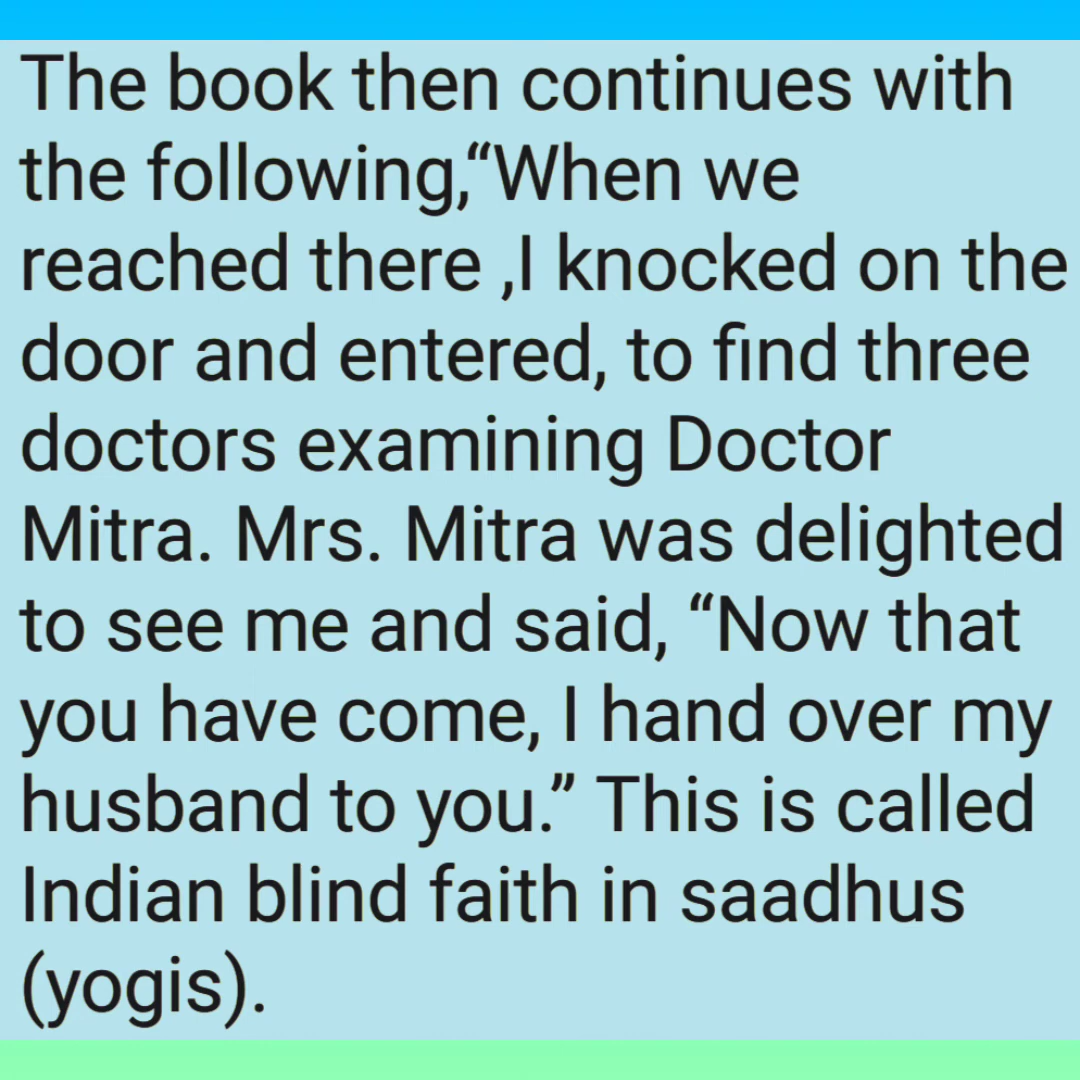 The book then continues with
the following,“When we
reached there ,I knocked on the
door and entered, to find three
doctors examining Doctor
Mitra. Mrs. Mitra was delighted
to see me and said, “Now that
you have come, I hand over my
husband to you.” This is called
Indian blind faith in saadhus
(yogis).